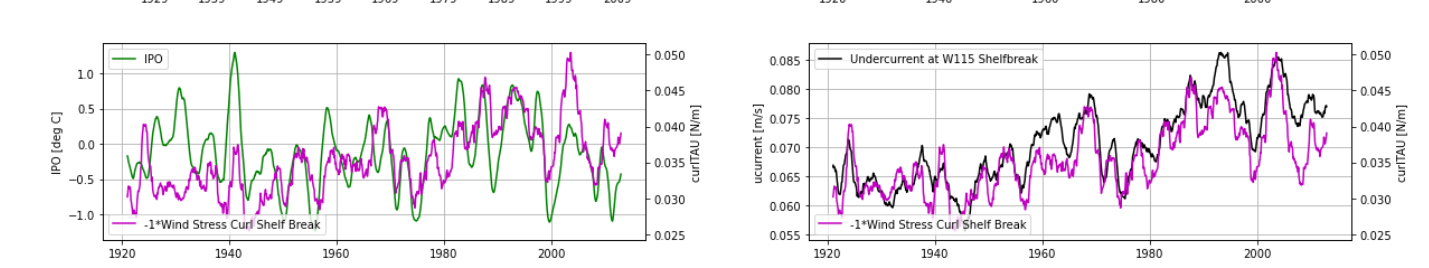 IPO
-1*Wind Stress Curl Shelf Break
IPO [deg C]
1.0
0.5
0.0
−0.5
−1.0
0.050
0.045
0.040
0.035
0.030
0.025
curlTAU [N/m]
1920 1940 1960 1980 2000
Undercurrent at W115 Shelfbreak
-1*Wind Stress Curl Shelf Break
ucurrent [m/s]
0.085
0.080
0.075
0.070
0.065
0.060
0.055
0.050
0.045
0.040
0.035
0.030
0.025
curlTAU [N/m]
1920 1940 1960 1980 2000